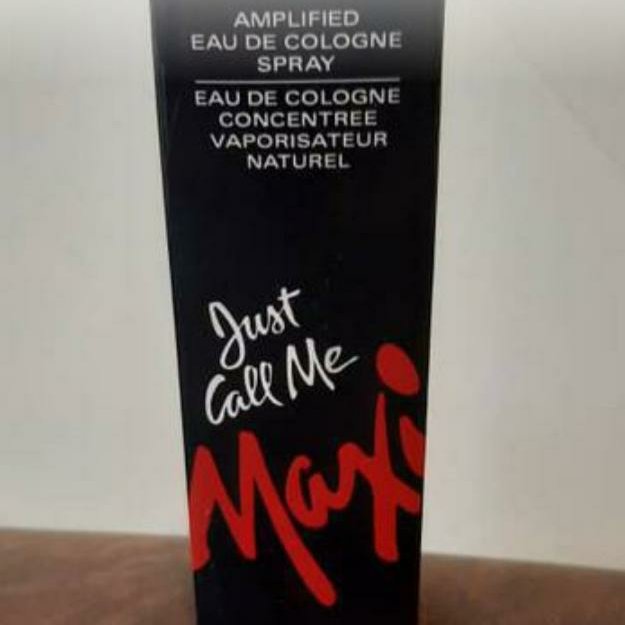 AMPLIFIED
EAU DE COLOGNE
SPRAY
EAU DE COLOGNE
CONCENTREE
VAPORISATEUR
NATUREL
Just
Call Me
Maxi